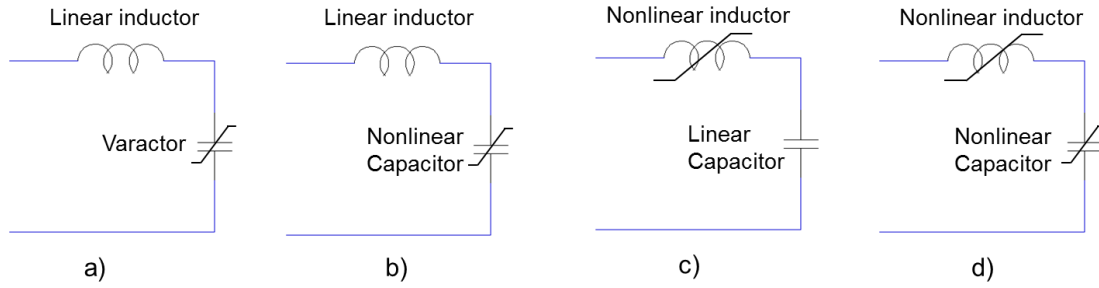 Linear inductor
Varactor
a)
Linear inductor
Nonlinear
Capacitor
b)
Nonlinear inductor
Linear
Capacitor
c)
Nonlinear inductor
Nonlinear
Capacitor
d)